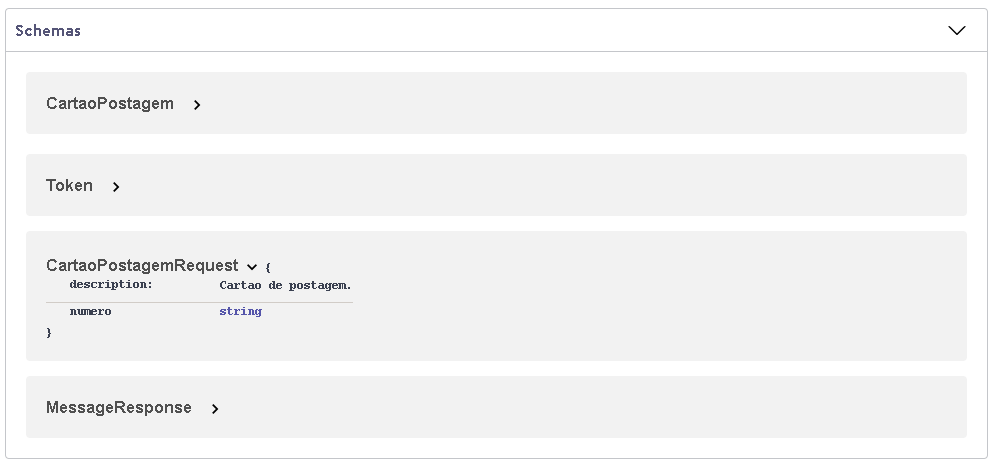 Schemas
CartaoPostagem
Token
CartaoPostagemRequest {
description: Cartao de postagem.
numero string
}
MessageResponse